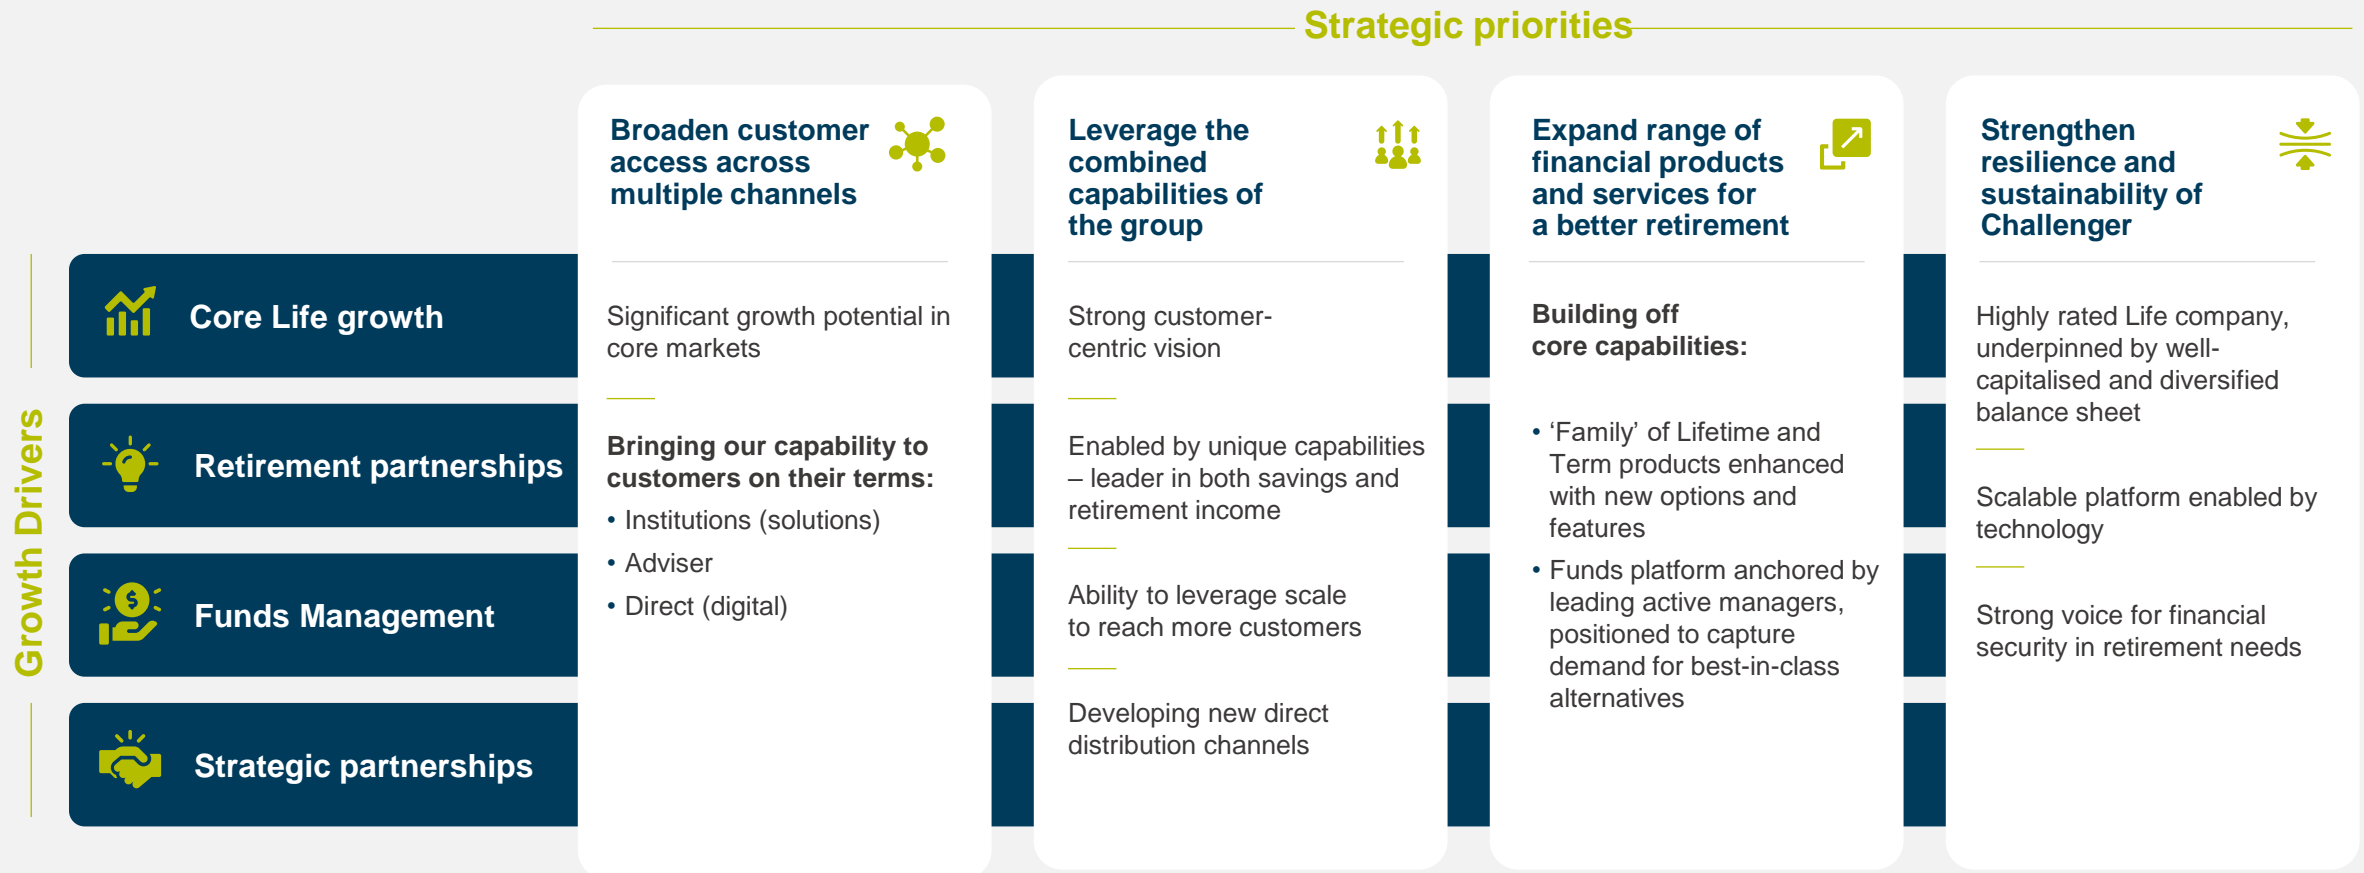 Strategic priorities
Growth Drivers
Core Life growth
Retirement partnerships
Funds Management
Strategic partnerships
Broaden customer
access across
multiple channels
Significant growth potential in
core markets
Bringing our capability to
customers on their terms:
• Institutions (solutions)
• Adviser
• Direct (digital)
Leverage the
combined
capabilities of
the group
Strong customer-
centric vision
Enabled by unique capabilities
– leader in both savings and
retirement income
Ability to leverage scale
to reach more customers
Developing new direct
distribution channels
Expand range of
financial products
and services for
a better retirement
Building off
core capabilities:
• ‘Family’ of Lifetime and
Term products enhanced
with new options and
features
• Funds platform anchored by
leading active managers,
positioned to capture
demand for best-in-class
alternatives
Strengthen
resilience and
sustainability of
Challenger
Highly rated Life company,
underpinned by well-
capitalised and diversified
balance sheet
Scalable platform enabled by
technology
Strong voice for financial
security in retirement needs